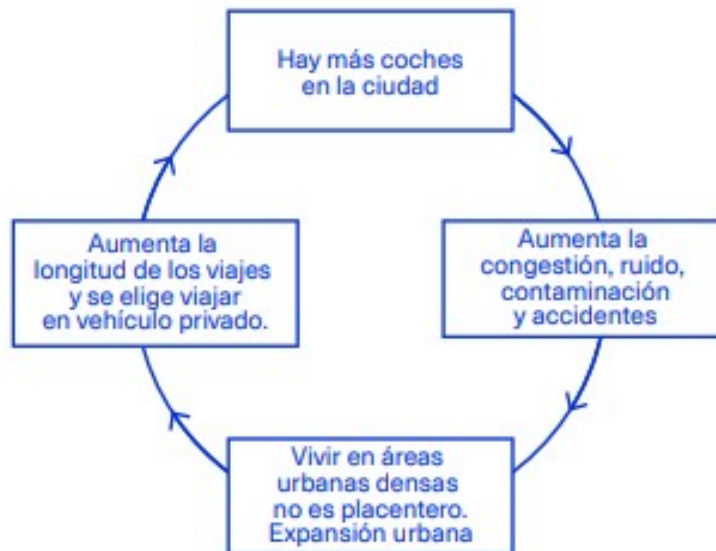 Hay más coches
en la ciudad
Aumenta la
congestión, ruido,
contaminación
y accidentes
Vivir en áreas
urbanas densas
no es placentero.
Expansión urbana
Aumenta la
longitud de los viajes
y se elige viajar
en vehículo privado.